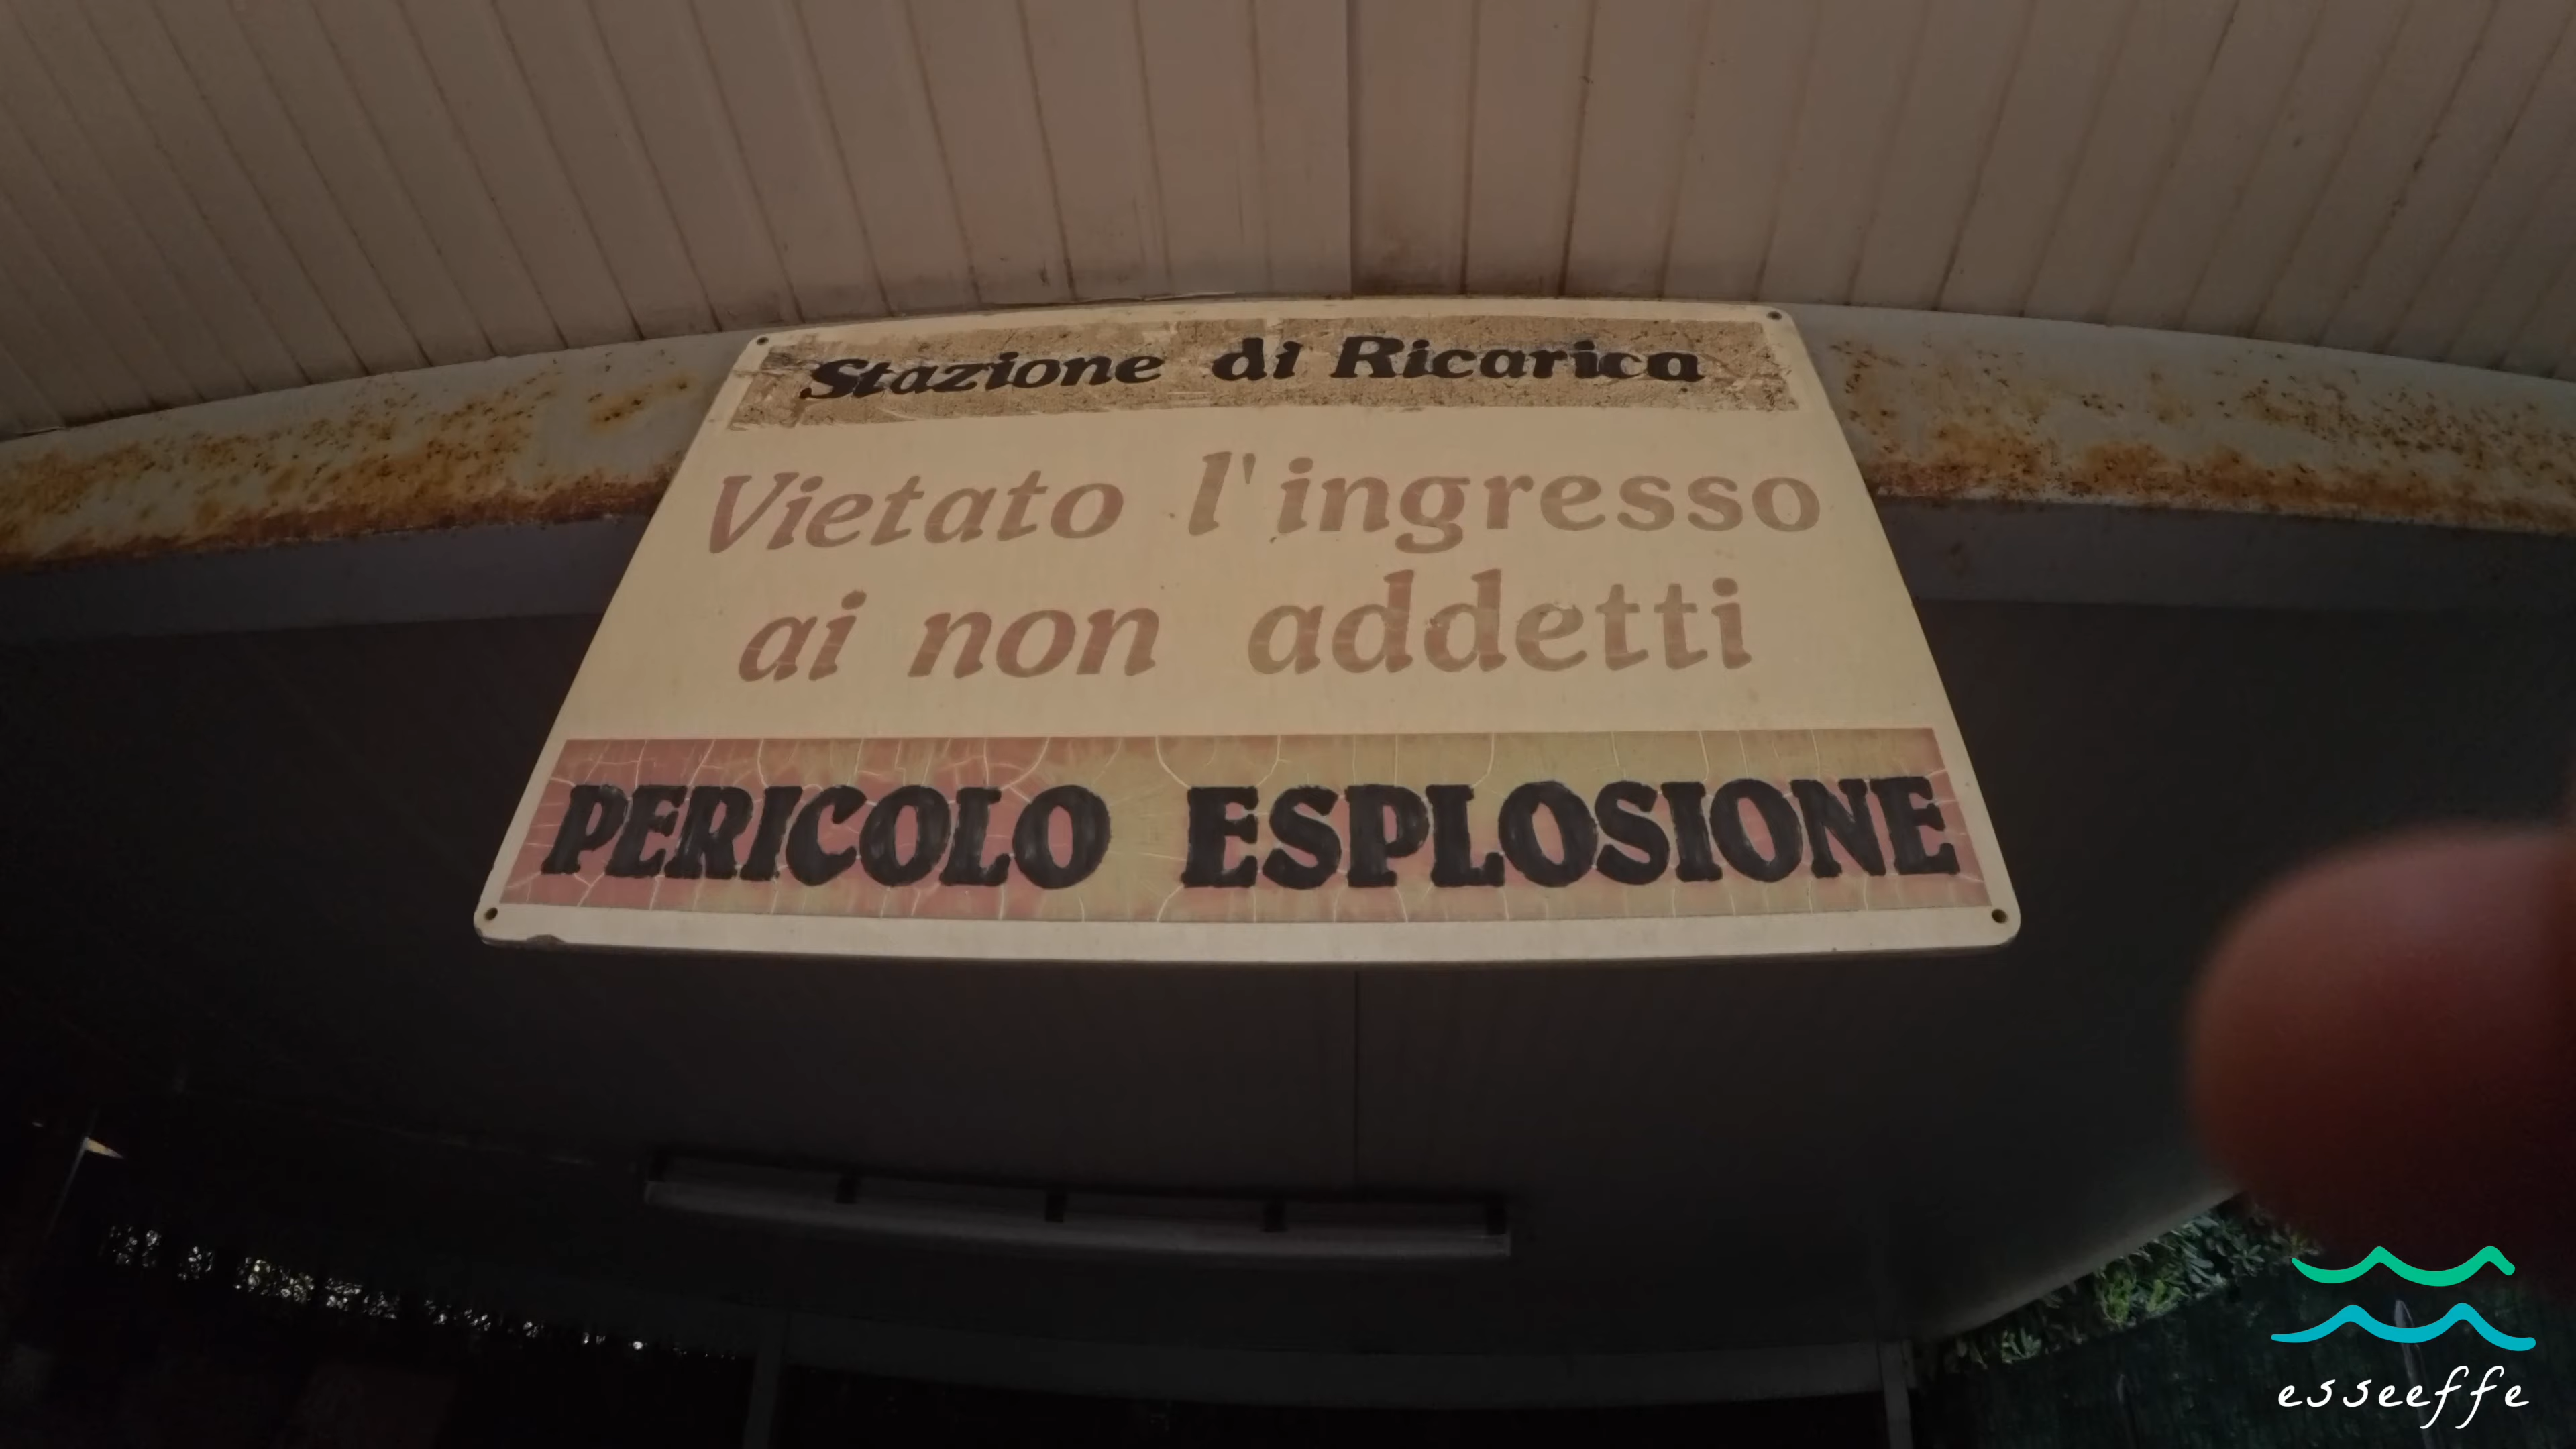 Stazione di Ricarica
Vietato l'ingresso
ai non addetti
PERICOLO ESPLOSIONE
esseeffe